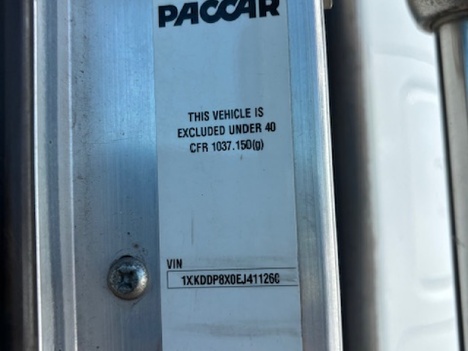 PACCAR
THIS VEHICLE IS
EXCLUDED UNDER 40
CFR 1037.150(g)
VIN
1XKDDP8X0EJ411260